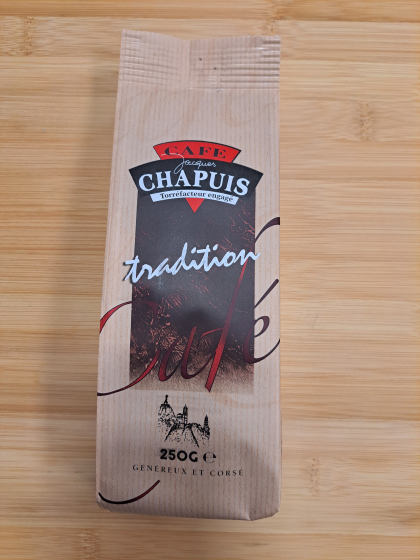 CAFE
Jacques
CHAPUIS
Torréfacteur engagé
tradition
Café
250G ℮
GÉNÉREUX ET CORSÉ